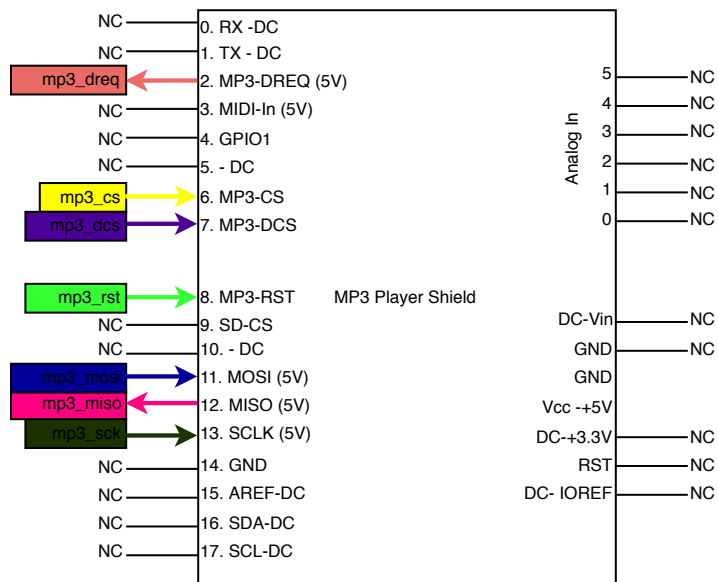 NC 0. RX -DC
NC 1. TX - DC
mp3_dreq 2. MP3-DREQ (5V) 5 NC
NC 3. MIDI-In (5V) 4 NC
NC 4. GPIO1 3 NC
NC 5. - DC 2 NC
mp3_cs 6. MP3-CS 1 NC
mp3_dcs 7. MP3-DCS 0 NC
Analog In
mp3_rst 8. MP3-RST MP3 Player Shield
NC 9. SD-CS DC-Vin NC
NC 10. - DC GND NC
mp3_mosi 11. MOSI (5V) GND
mp3_miso 12. MISO (5V) Vcc -+5V
mp3_sck 13. SCLK (5V) DC-+3.3V NC
NC 14. GND RST NC
NC 15. AREF-DC DC- IOREF NC
NC 16. SDA-DC
NC 17. SCL-DC